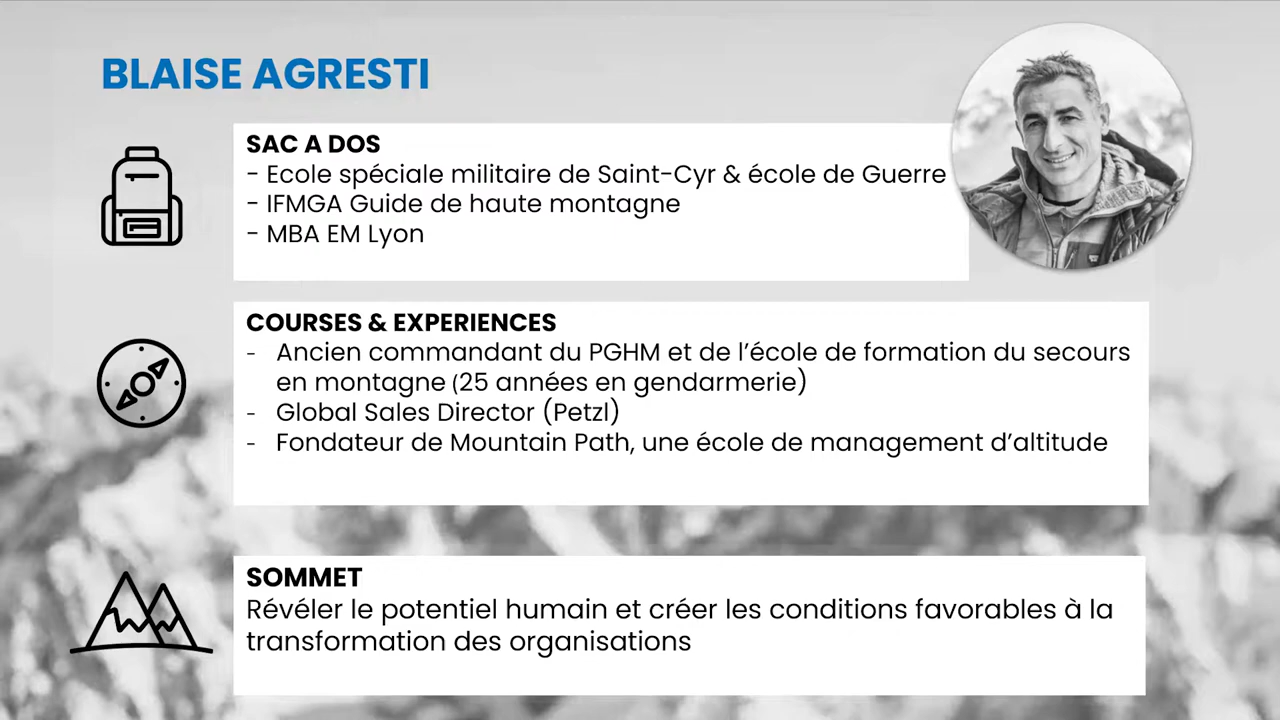 BLAISE AGRESTI
SAC A DOS
- Ecole spéciale militaire de Saint-Cyr & école de Guerre
- IFMGA Guide de haute montagne
- MBA EM Lyon
COURSES & EXPERIENCES
- Ancien commandant du PGHM et de l’école de formation du secours
en montagne (25 années en gendarmerie)
- Global Sales Director (Petzl)
- Fondateur de Mountain Path, une école de management d’altitude
SOMMET
Révéler le potentiel humain et créer les conditions favorables à la
transformation des organisations